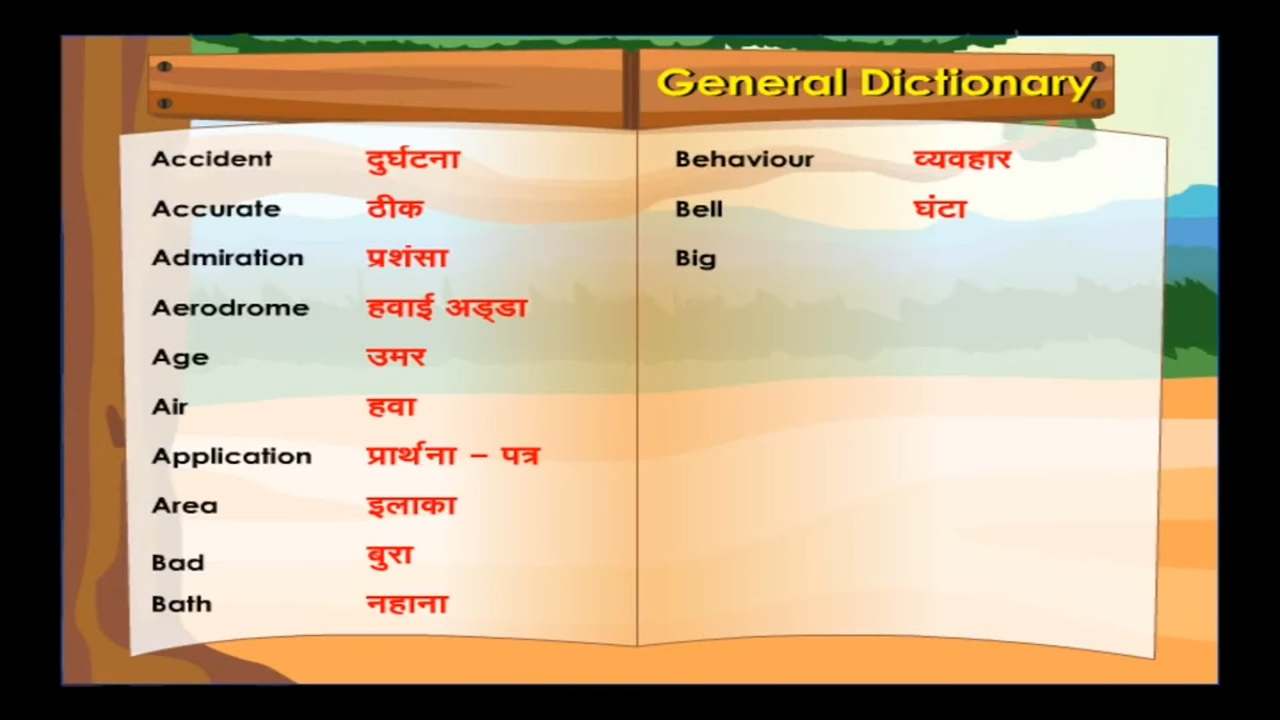 General Dictionary
Accident दुर्घटना
Accurate ठीक
Admiration प्रशंसा
Aerodrome हवाई अड्डा
Age उमर
Air हवा
Application प्रार्थना – पत्र
Area इलाका
Bad बुरा
Bath नहाना
Behaviour व्यवहार
Bell घंटा
Big